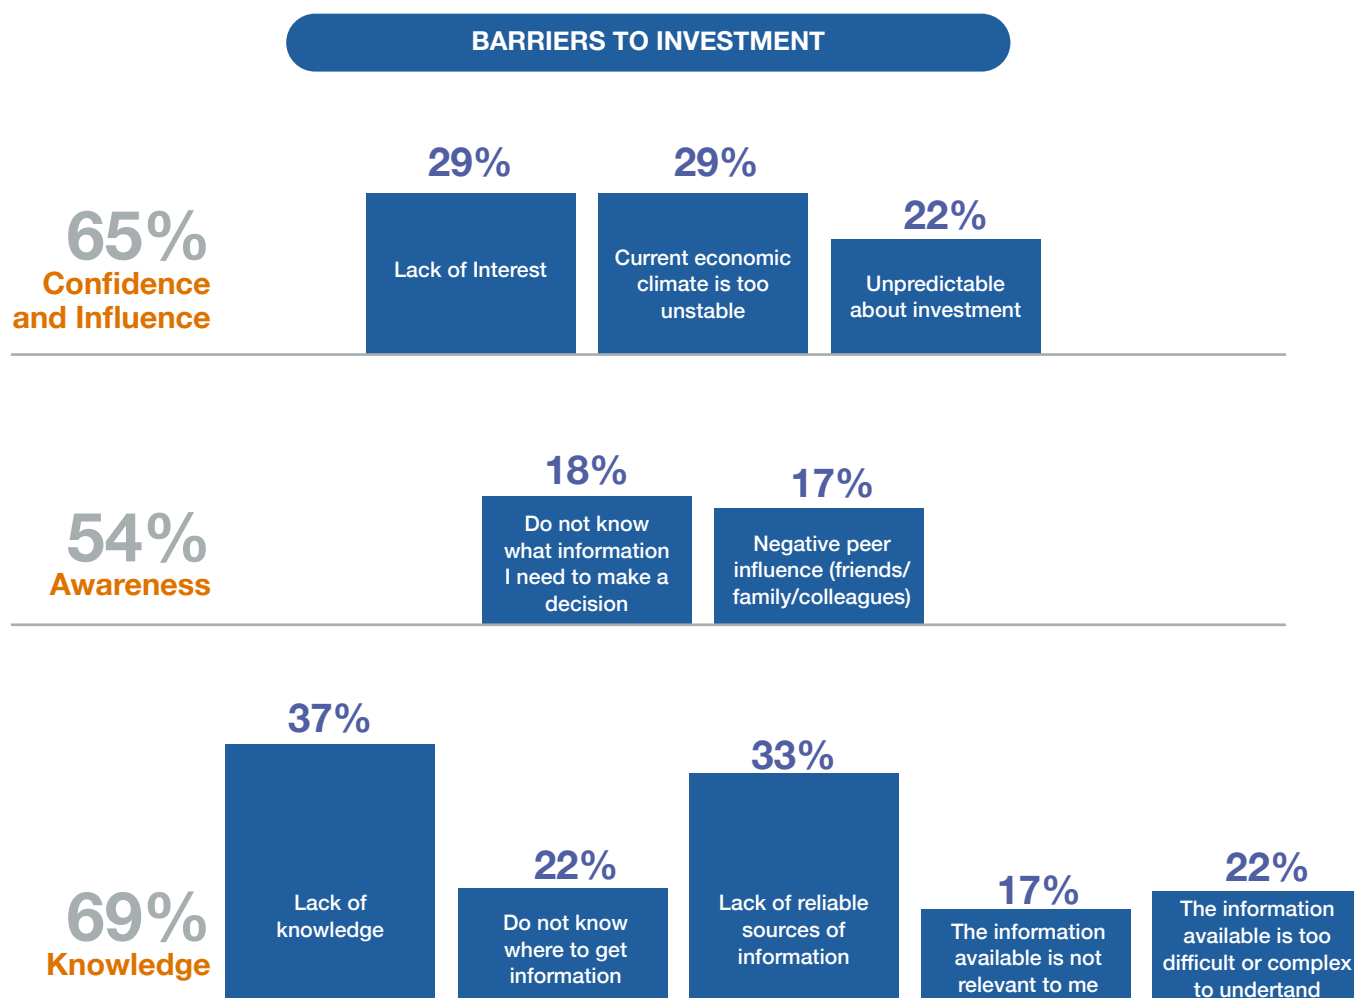 BARRIERS TO INVESTMENT
65%
Confidence
and Influence
29%
Lack of Interest
29%
Current economic
climate is too
unstable
22%
Unpredictable
about investment
54%
Awareness
18%
Do not know
what information
I need to make a
decision
17%
Negative peer
influence (friends/
family/colleagues)
69%
Knowledge
37%
Lack of
knowledge
22%
Do not know
where to get
information
33%
Lack of reliable
sources of
information
17%
The information
available is not
relevant to me
22%
The information
available is too
difficult or complex
to undertand